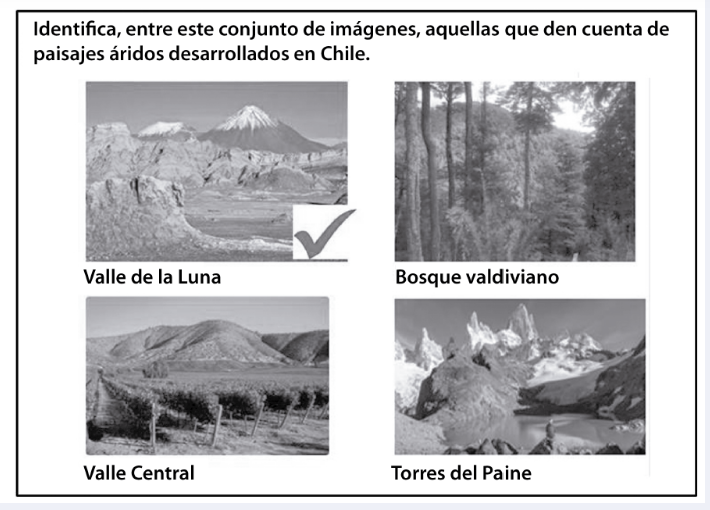 Identifica, entre este conjunto de imágenes, aquellas que den cuenta de
paisajes áridos desarrollados en Chile.
Valle de la Luna
Bosque valdiviano
Valle Central
Torres del Paine